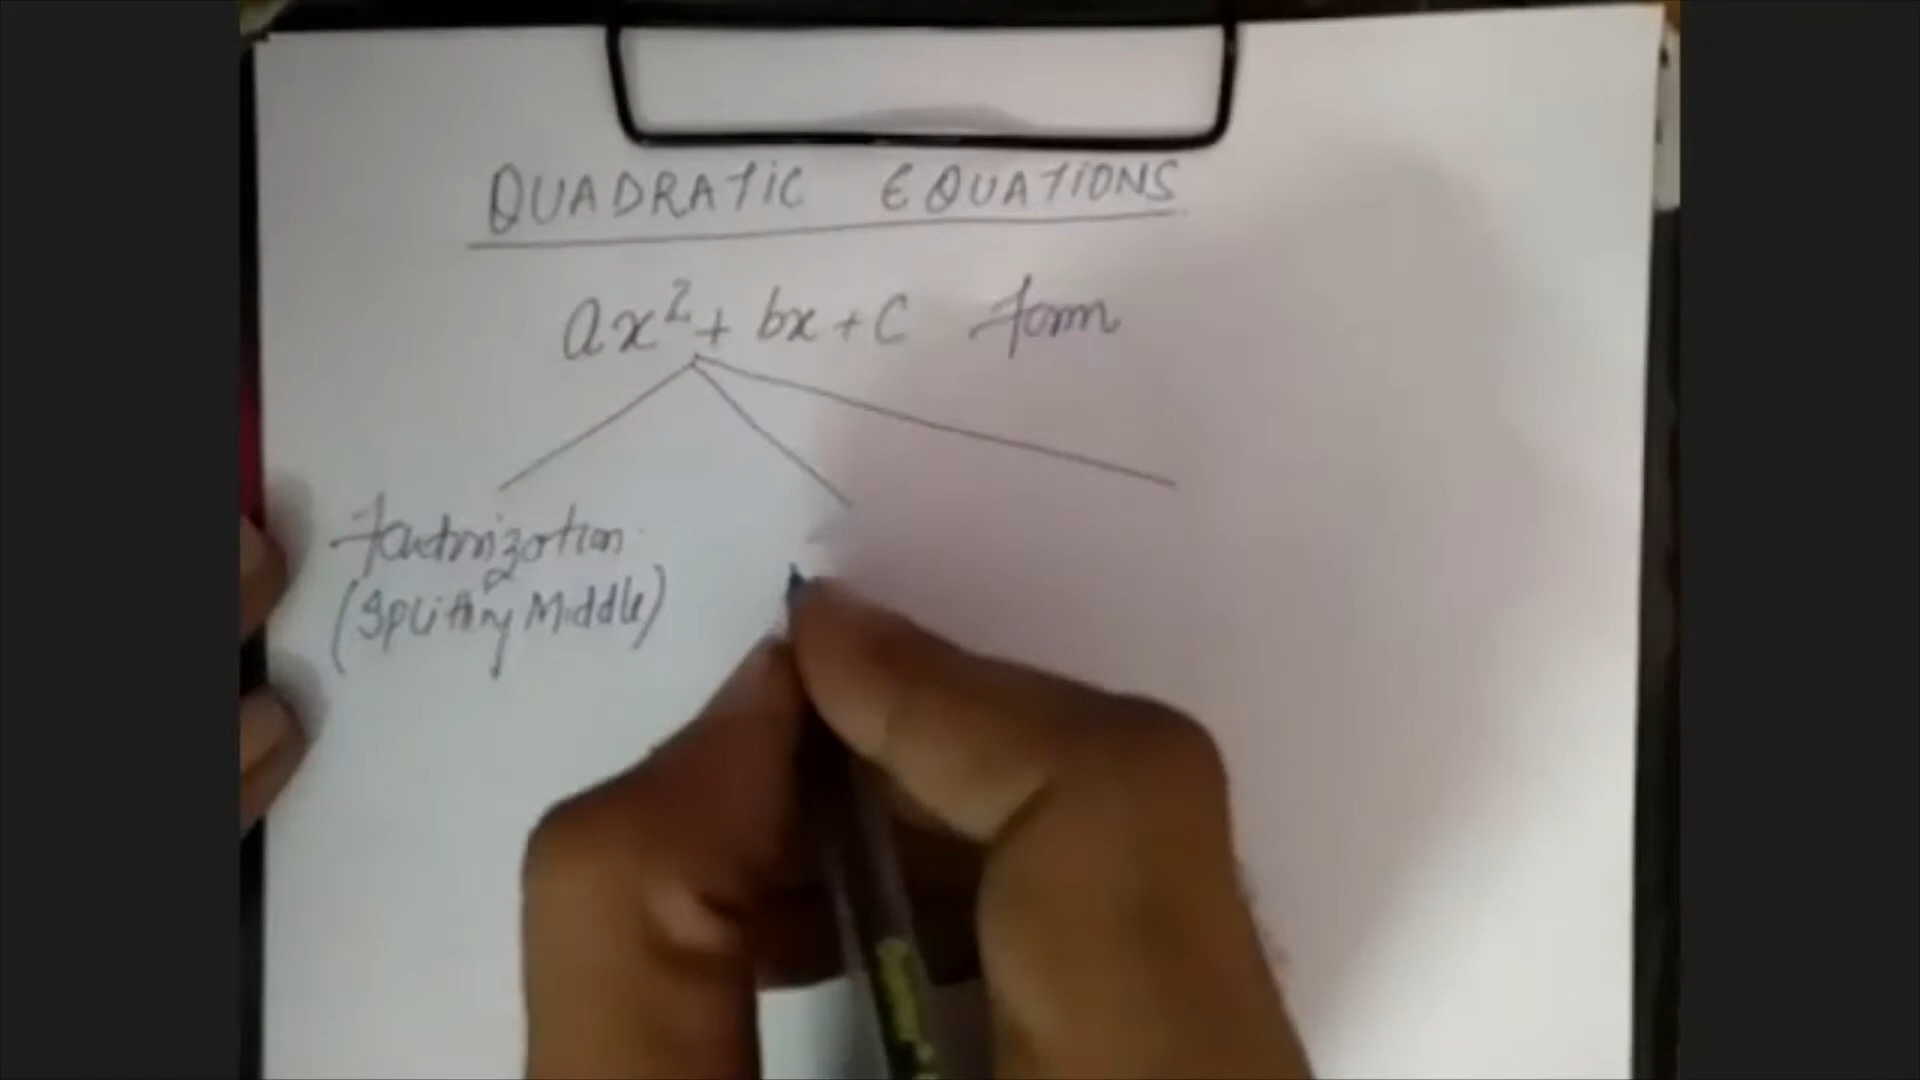 QUADRATIC EQUATIONS
ax² + bx + c form
Factorization
(Splitting Middle)